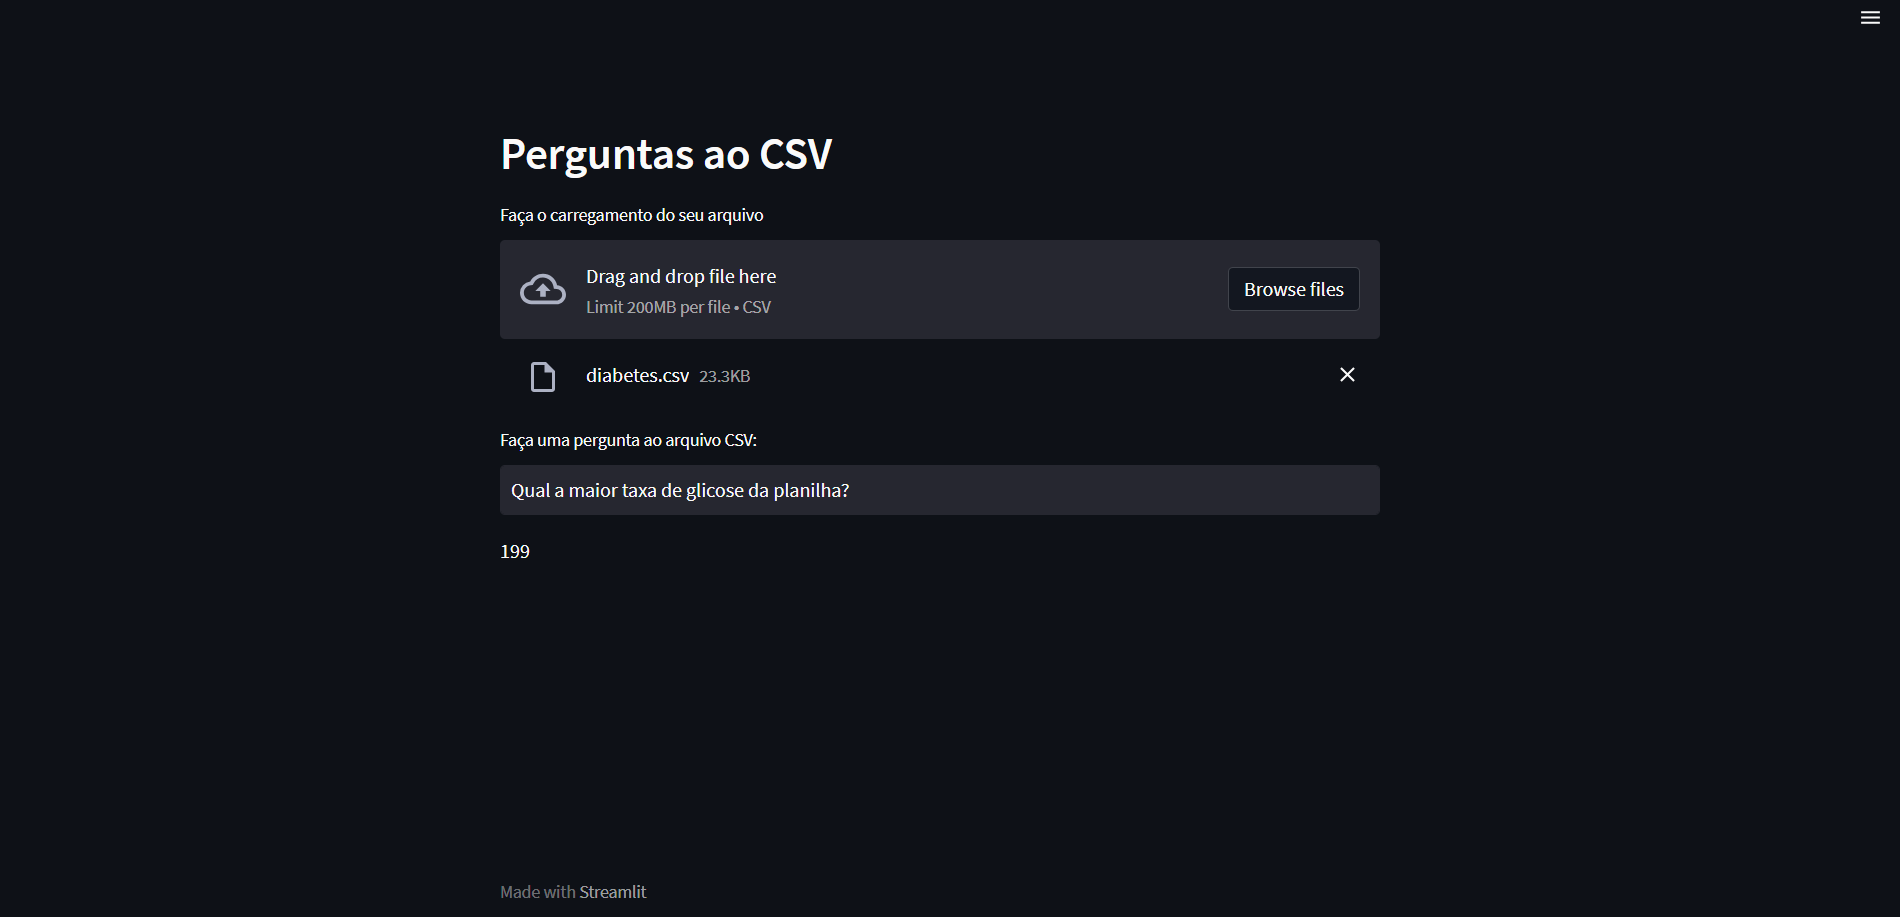 Perguntas ao CSV
Faça o carregamento do seu arquivo
Drag and drop file here
Limit 200MB per file • CSV
Browse files
diabetes.csv 23.3KB
Faça uma pergunta ao arquivo CSV:
Qual a maior taxa de glicose da planilha?
199
Made with Streamlit